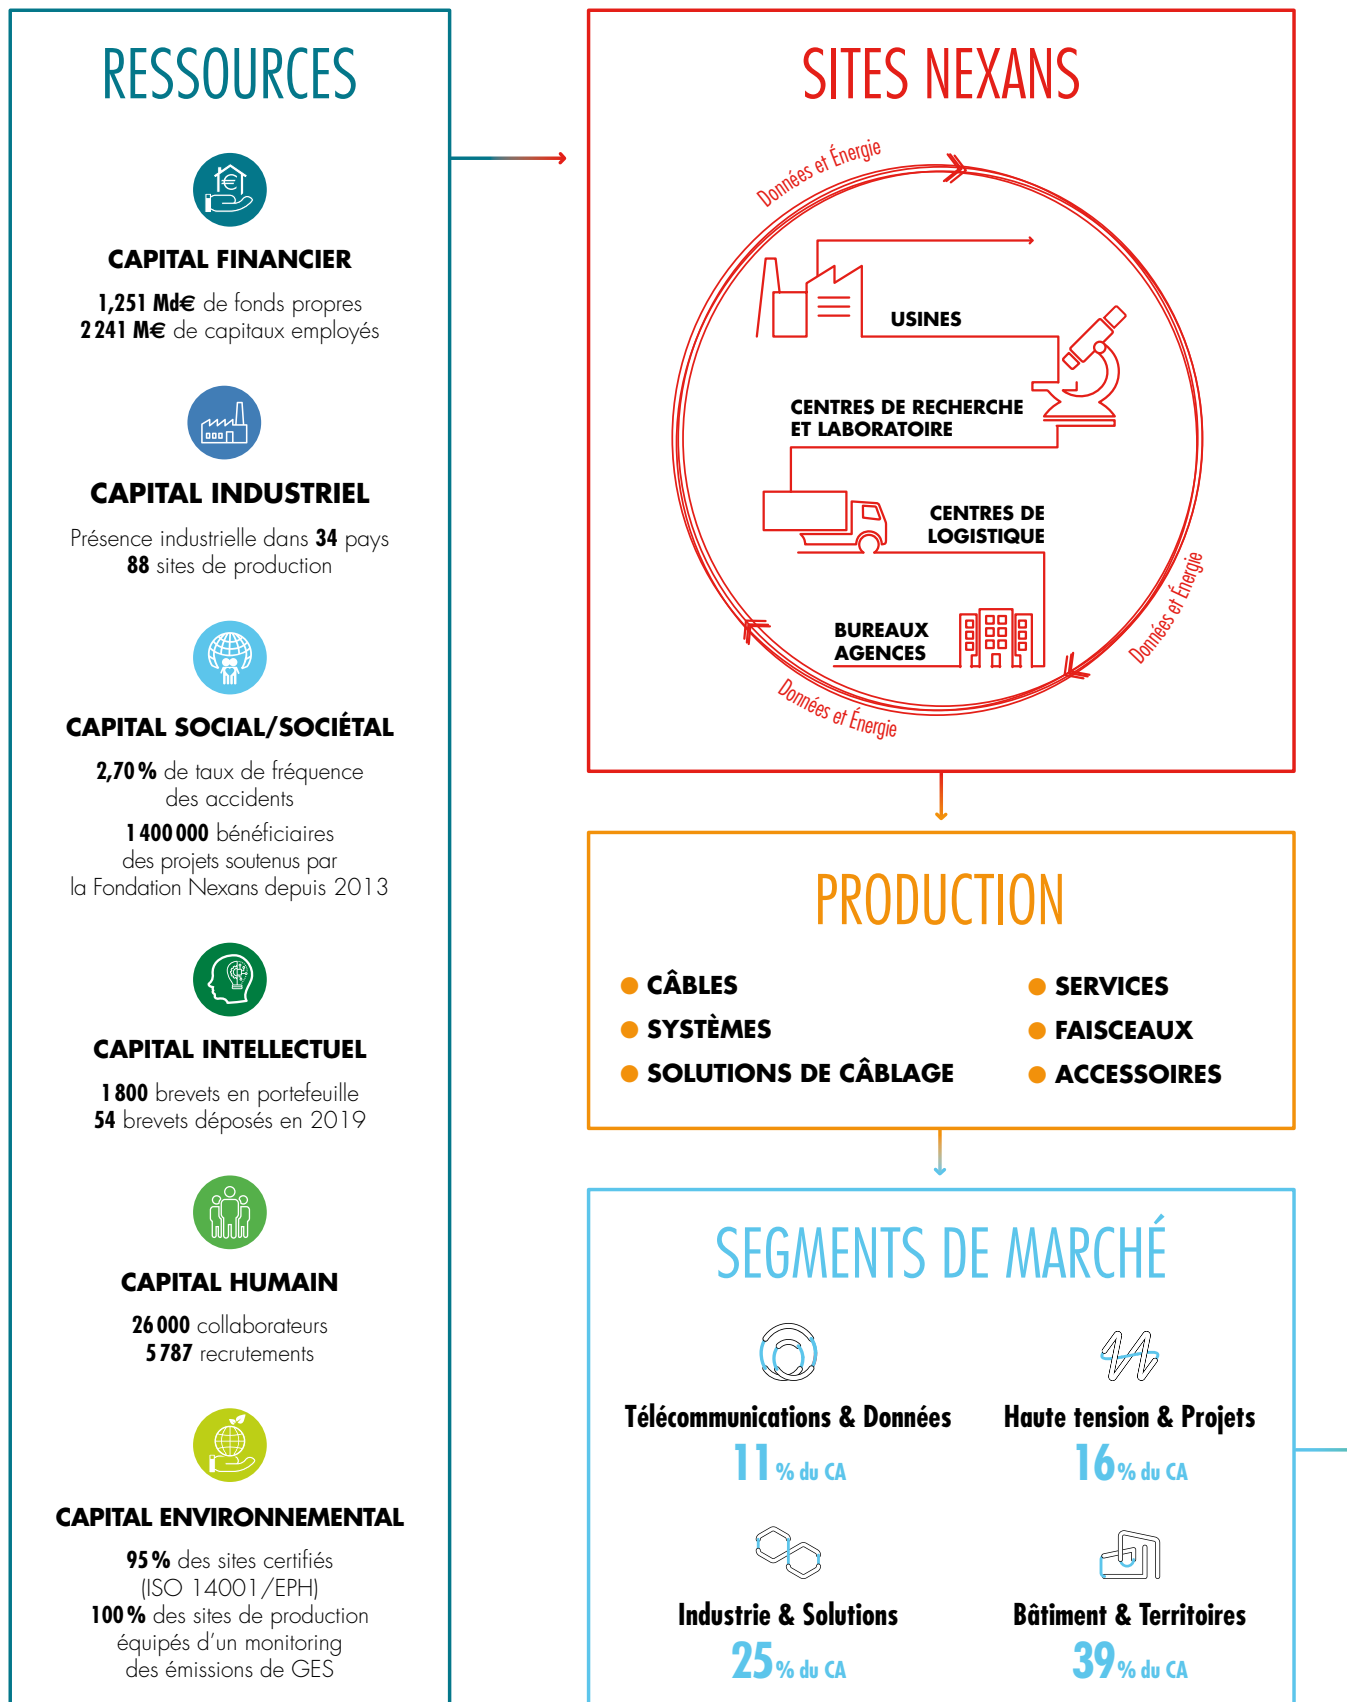 RESSOURCES
CAPITAL FINANCIER
1,251 Md€ de fonds propres
2 241 M€ de capitaux employés
CAPITAL INDUSTRIEL
Présence industrielle dans 34 pays
88 sites de production
CAPITAL SOCIAL/SOCIÉTAL
2,70 % de taux de fréquence
des accidents
1 400 000 bénéficiaires
des projets soutenus par
la Fondation Nexans depuis 2013
CAPITAL INTELLECTUEL
1 800 brevets en portefeuille
54 brevets déposés en 2019
CAPITAL HUMAIN
26 000 collaborateurs
5 787 recrutements
CAPITAL ENVIRONNEMENTAL
95 % des sites certifiés
(ISO 14001/EPH)
100 % des sites de production
équipés d'un monitoring
des émissions de GES
SITES NEXANS
Données et Énergie
USINES
CENTRES DE RECHERCHE
ET LABORATOIRE
CENTRES DE
LOGISTIQUE
Données et Énergie
BUREAUX
AGENCES
Données et Énergie
PRODUCTION
● CÂBLES
● SYSTÈMES
● SOLUTIONS DE CÂBLAGE
● SERVICES
● FAISCEAUX
● ACCESSOIRES
SEGMENTS DE MARCHÉ
Télécommunications & Données
11 % du CA
Haute tension & Projets
16 % du CA
Industrie & Solutions
25 % du CA
Bâtiment & Territoires
39 % du CA